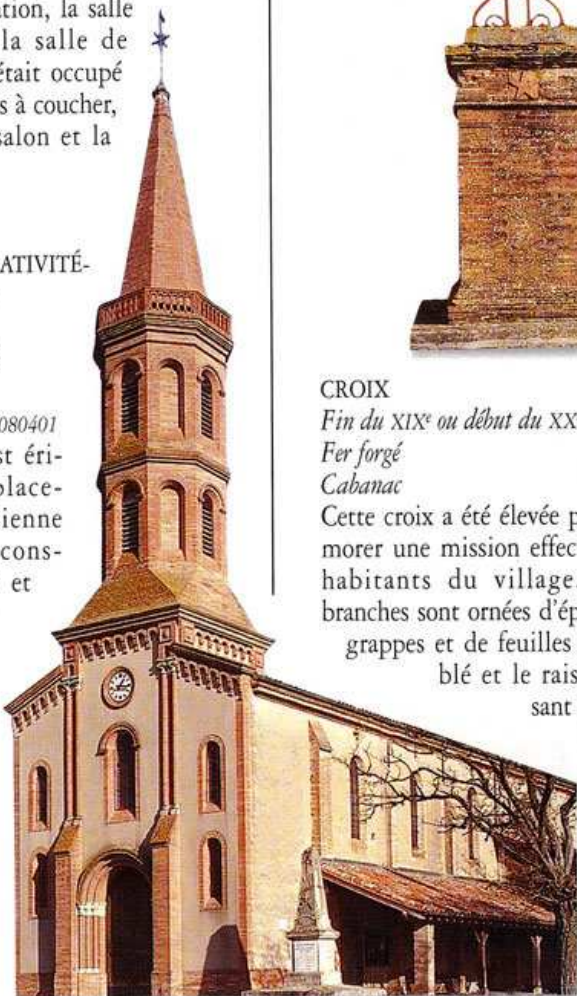 ation, la salle
la salle de
était occupé
s à coucher,
salon et la
ATIVITÉ-
080401
st éri-
place-
ienne
cons-
et
CROIX
Fin du XIXe ou début du XX
Fer forgé
Cabanac
Cette croix a été élevée p
morer une mission effec
habitants du village
branches sont ornées d'ép
grappes et de feuilles
blé et le rais
sant